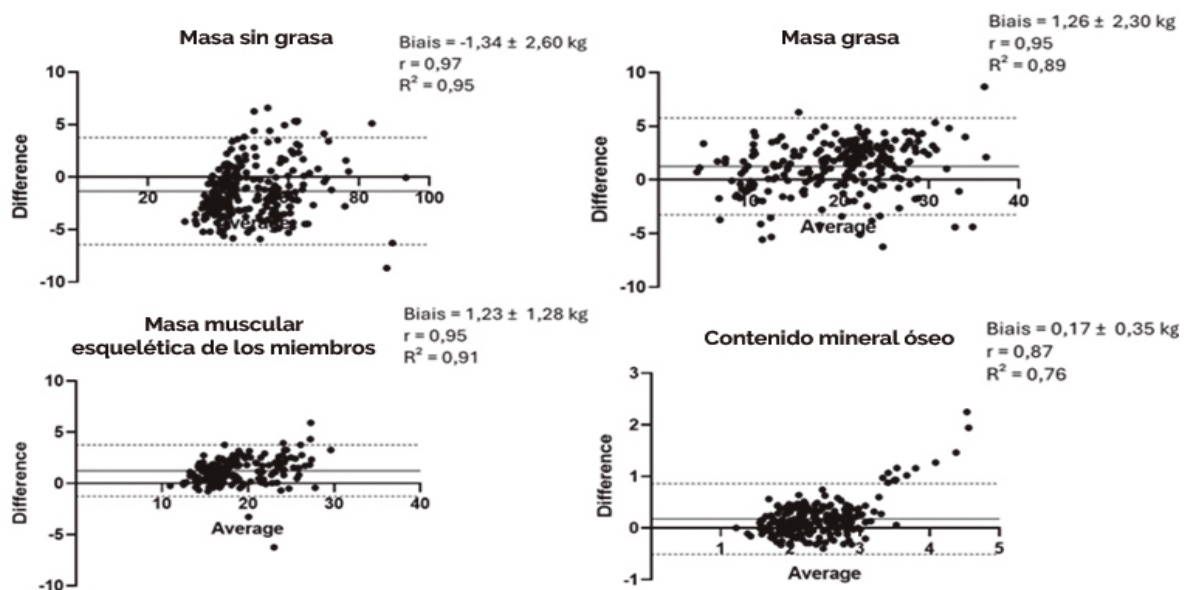 Masa sin grasa
Biais = -1,34 ± 2,60 kg
r = 0,97
R² = 0,95
10
5
0
-5
-10
20
80
100
Difference
Average
Masa grasa
Biais = 1,26 ± 2,30 kg
r = 0,95
R² = 0,89
10
5
0
-5
-10
10
20
30
40
Difference
Average
Masa muscular
esquelética de los miembros
Biais = 1,23 ± 1,28 kg
r = 0,95
R² = 0,91
10
5
0
-5
-10
10
20
30
40
Difference
Average
Contenido mineral óseo
Biais = 0,17 ± 0,35 kg
r = 0,87
R² = 0,76
3
2
1
0
-1
1
2
3
4
5
Difference
Average